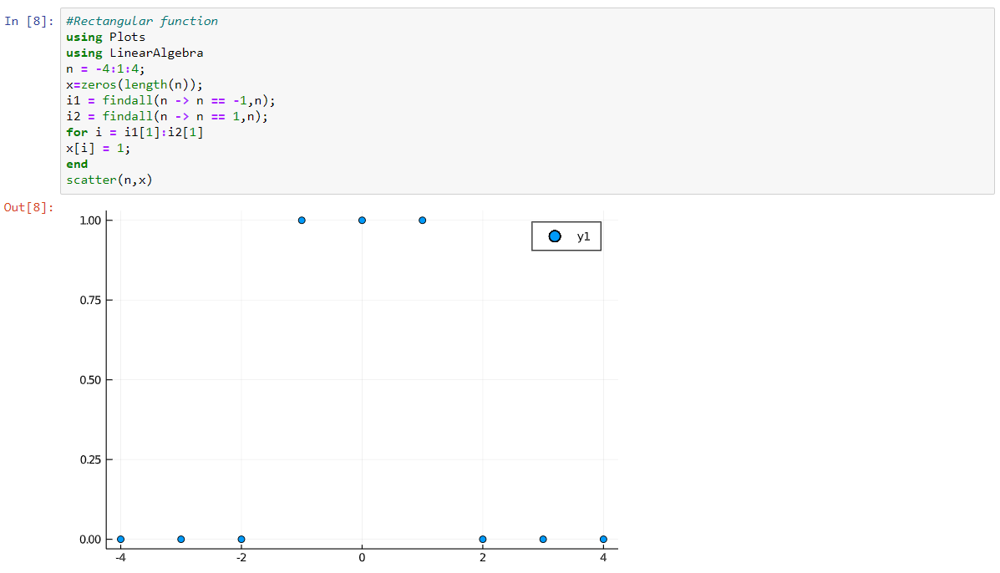 In [8]: #Rectangular function
using Plots
using LinearAlgebra
n = -4:1:4;
x=zeros(length(n));
i1 = findall(n -> n == -1,n);
i2 = findall(n -> n == 1,n);
for i = i1[1]:i2[1]
x[i] = 1;
end
scatter(n,x)
Out[8]:
1.00
y1
0.75
0.50
0.25
0.00
-4 -2 0 2 4